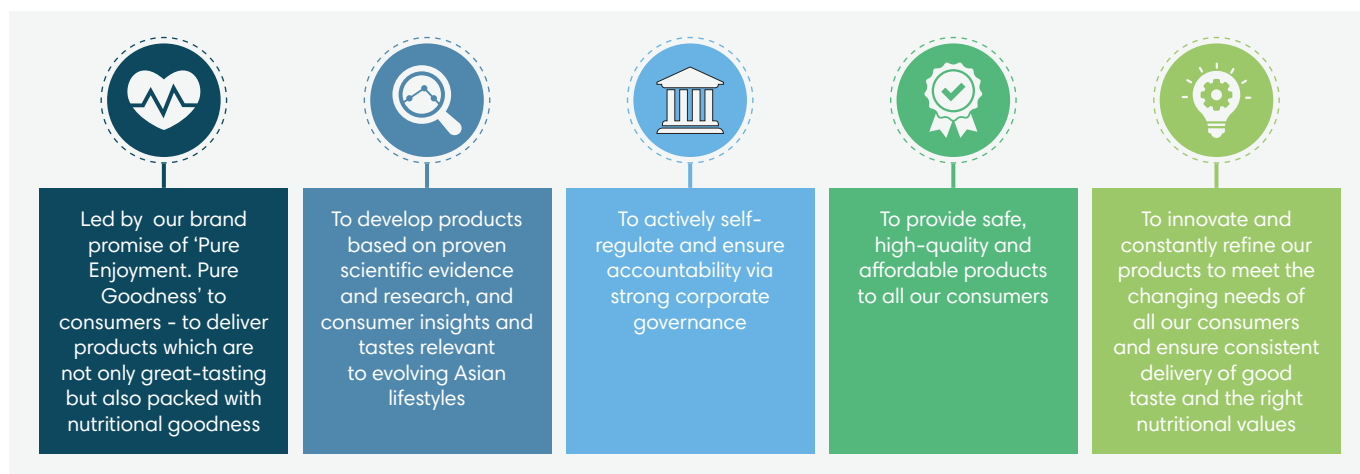 Led by our brand
promise of ‘Pure
Enjoyment. Pure
Goodness’ to
consumers - to deliver
products which are
not only great-tasting
but also packed with
nutritional goodness
To develop products
based on proven
scientific evidence
and research, and
consumer insights and
tastes relevant
to evolving Asian
lifestyles
To actively self-
regulate and ensure
accountability via
strong corporate
governance
To provide safe,
high-quality and
affordable products
to all our consumers
To innovate and
constantly refine our
products to meet the
changing needs of
all our consumers
and ensure consistent
delivery of good
taste and the right
nutritional values